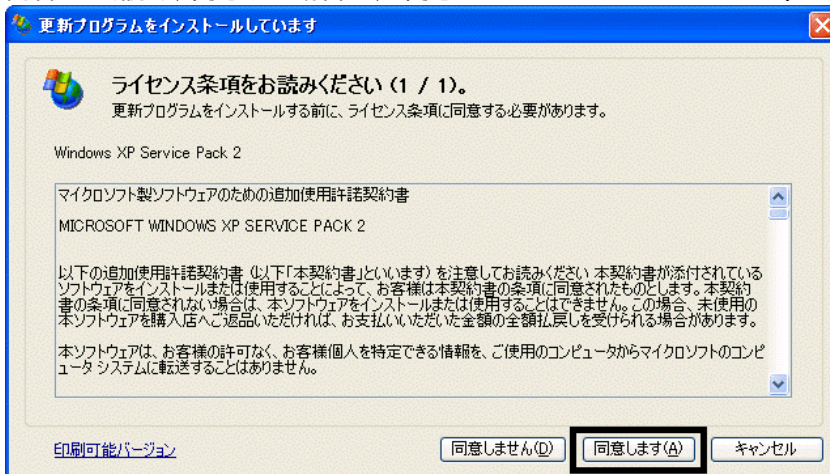 更新プログラムをインストールしています
ライセンス条項をお読みください (1 / 1)。
更新プログラムをインストールする前に、ライセンス条項に同意する必要があります。
Windows XP Service Pack 2
マイクロソフト製ソフトウェアのための追加使用許諾契約書
MICROSOFT WINDOWS XP SERVICE PACK 2
以下の追加使用許諾契約書 (以下「本契約書」といいます) を注意してお読みください 本契約書が添付されている
ソフトウェアをインストールまたは使用することによって、お客様は本契約書の条項に同意されたものとします。本契約
書の条項に同意されない場合は、本ソフトウェアをインストールまたは使用することはできません。この場合、未使用の
本ソフトウェアを購入店へご返品いただければ、お支払いいただいた金額の全額払戻しを受けられる場合があります。
本ソフトウェアは、お客様の許可なく、お客様個人を特定できる情報を、ご使用のコンピュータからマイクロソフトのコンピ
ュータ システムに転送することはありません。
印刷可能バージョン
同意しません(D)
同意します(A)
キャンセル